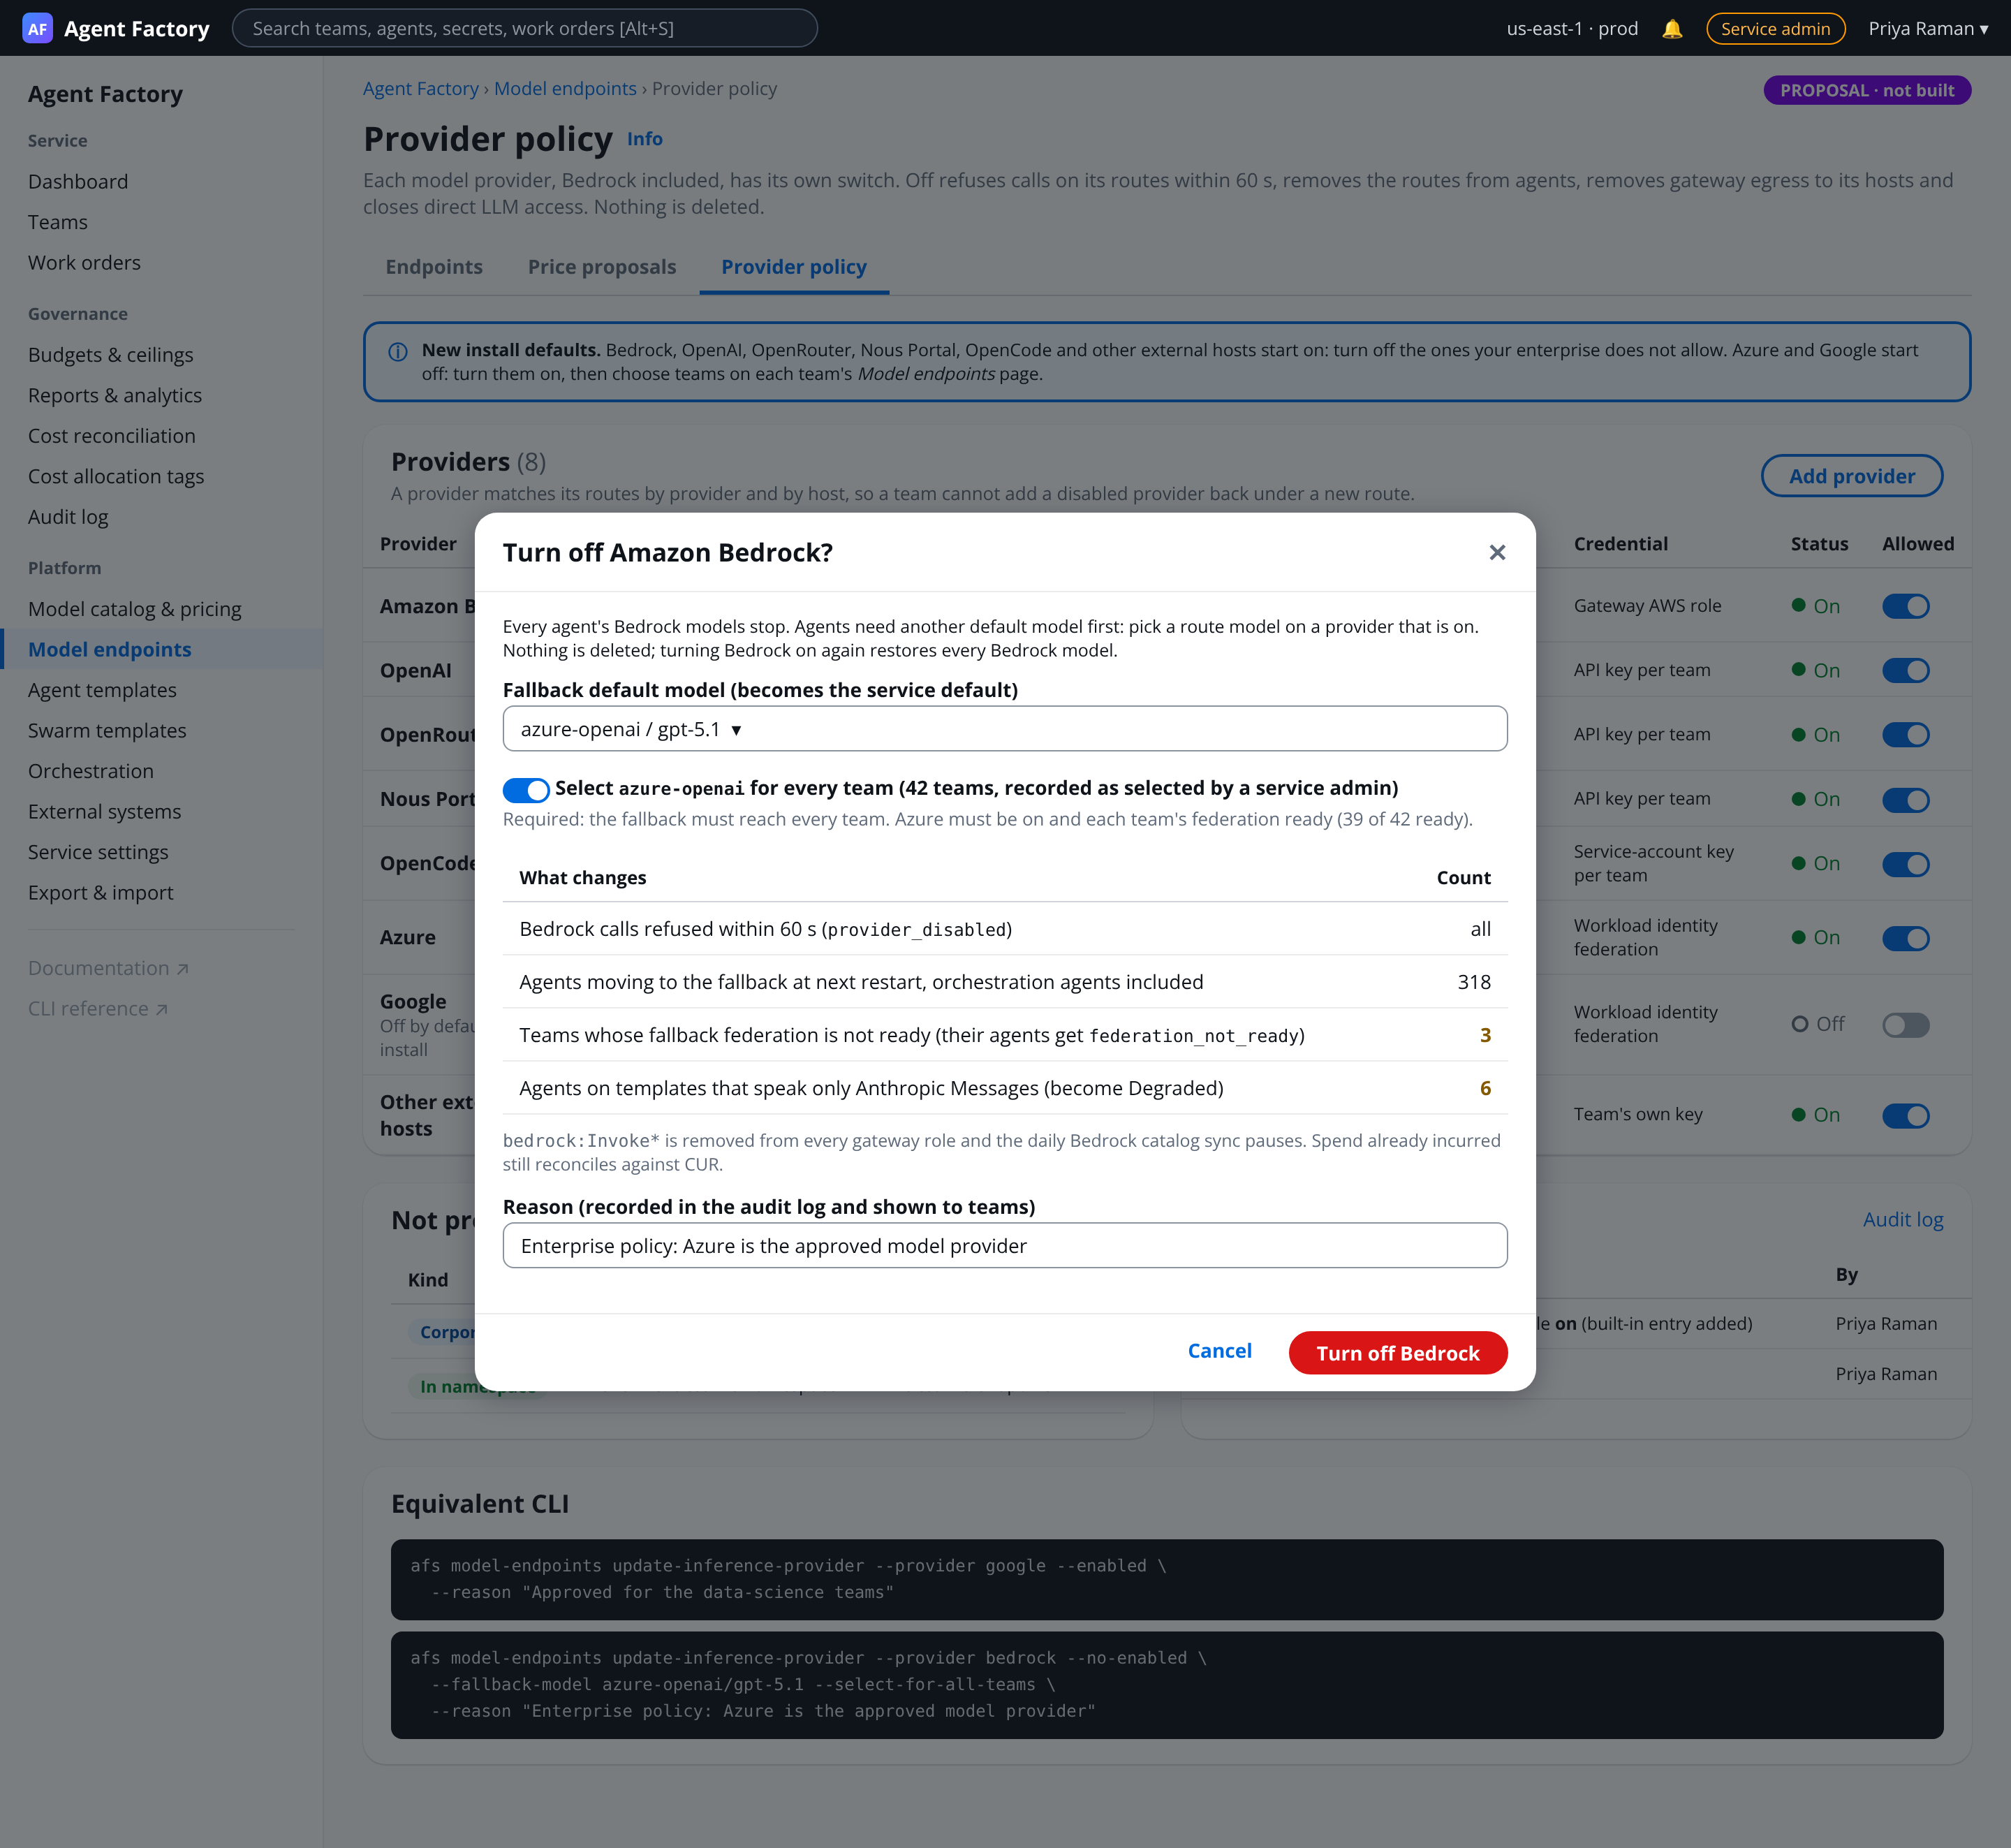 AF Agent Factory
Search teams, agents, secrets, work orders [Alt+S]
us-east-1 · prod
Service admin
Priya Raman ▾
Agent Factory
Service
Dashboard
Teams
Work orders
Governance
Budgets & ceilings
Reports & analytics
Cost reconciliation
Cost allocation tags
Audit log
Platform
Model catalog & pricing
Model endpoints
Agent templates
Swarm templates
Orchestration
External systems
Service settings
Export & import
Documentation ↗
CLI reference ↗
Agent Factory › Model endpoints › Provider policy
PROPOSAL · not built
Provider policy Info
Each model provider, Bedrock included, has its own switch. Off refuses calls on its routes within 60 s, removes the routes from agents, removes gateway egress to its hosts and
closes direct LLM access. Nothing is deleted.
Endpoints
Price proposals
Provider policy
New install defaults. Bedrock, OpenAI, OpenRouter, Nous Portal, OpenCode and other external hosts start on: turn off the ones your enterprise does not allow. Azure and Google start
off: turn them on, then choose teams on each team's Model endpoints page.
Providers (8)
A provider matches its routes by provider and by host, so a team cannot add a disabled provider back under a new route.
Add provider
Provider
Credential
Status
Allowed
Amazon
Gateway AWS role
On
OpenAI
API key per team
On
API key per team
On
Nous
API key per team
On
Service-account key
per team
On
Azure
Workload identity
federation
On
Google
Off by
install
Workload identity
federation
Off
Other
hosts
Team's own key
On
Turn off Amazon Bedrock?
✕
Every agent's Bedrock models stop. Agents need another default model first: pick a route model on a provider that is on.
Nothing is deleted; turning Bedrock on again restores every Bedrock model.
Fallback default model (becomes the service default)
azure-openai / gpt-5.1 ▾
Select azure-openai for every team (42 teams, recorded as selected by a service admin)
Required: the fallback must reach every team. Azure must be on and each team's federation ready (39 of 42 ready).
What changes
Count
Bedrock calls refused within 60 s (provider_disabled)
all
Agents moving to the fallback at next restart, orchestration agents included
318
Teams whose fallback federation is not ready (their agents get federation_not_ready)
3
Agents on templates that speak only Anthropic Messages (become Degraded)
6
bedrock:Invoke* is removed from every gateway role and the daily Bedrock catalog sync pauses. Spend already incurred
still reconciles against CUR.
Reason (recorded in the audit log and shown to teams)
Enterprise policy: Azure is the approved model provider
Cancel
Turn off Bedrock
Not
Kind
In
Audit log
By
on (built-in entry added)
Priya Raman
Priya Raman
Equivalent CLI
afs model-endpoints update-inference-provider --provider google --enabled \
--reason "Approved for the data-science teams"
afs model-endpoints update-inference-provider --provider bedrock --no-enabled \
--fallback-model azure-openai/gpt-5.1 --select-for-all-teams \
--reason "Enterprise policy: Azure is the approved model provider"